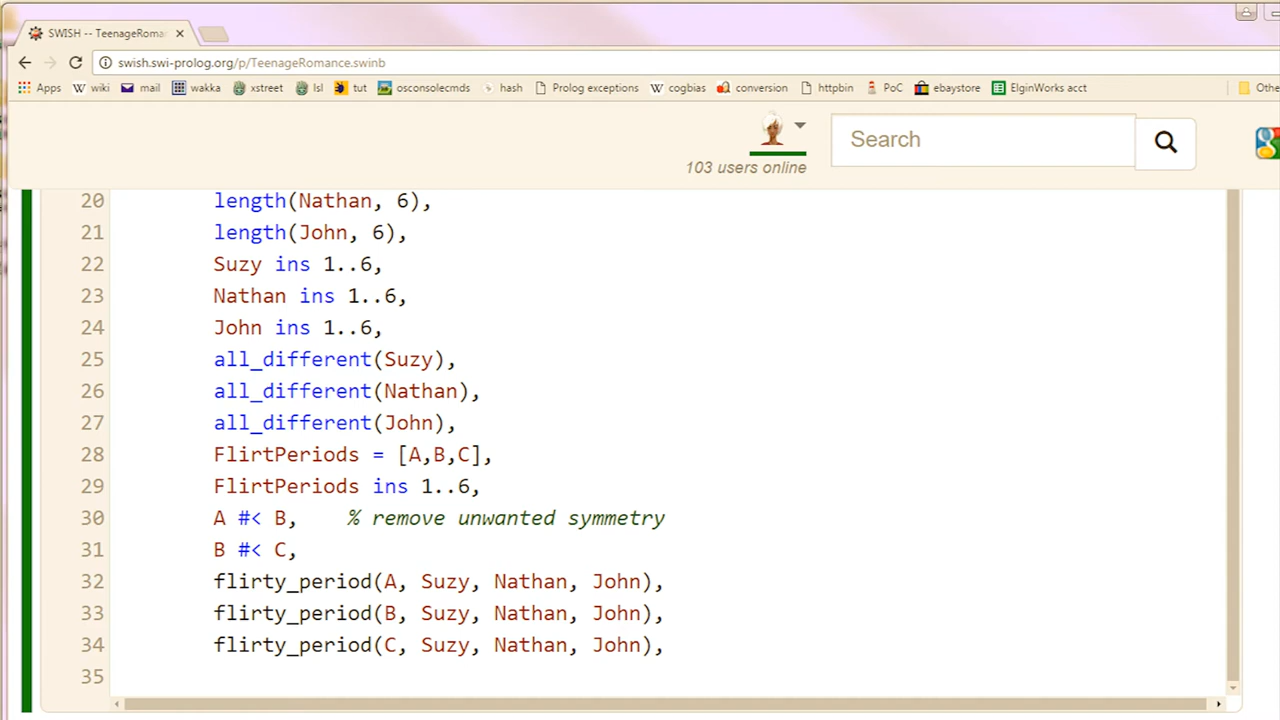 SWISH -- TeenageRoma
swish.swi-prolog.org/p/TeenageRomance.swinb
Apps wiki mail wakka xstreet lsl tut osconsolecmds hash Prolog exceptions cogbias conversion httpbin PoC ebaystore ElginWorks acct Othe
Search
103 users online
20 length(Nathan, 6),
21 length(John, 6),
22 Suzy ins 1..6,
23 Nathan ins 1..6,
24 John ins 1..6,
25 all_different(Suzy),
26 all_different(Nathan),
27 all_different(John),
28 FlirtPeriods = [A,B,C],
29 FlirtPeriods ins 1..6,
30 A #< B, % remove unwanted symmetry
31 B #< C,
32 flirty_period(A, Suzy, Nathan, John),
33 flirty_period(B, Suzy, Nathan, John),
34 flirty_period(C, Suzy, Nathan, John),
35